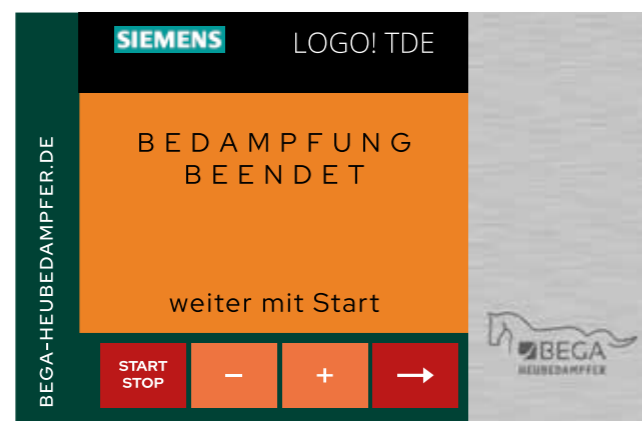 SIEMENS LOGO! TDE
BEGA-HEUBEDAMPFER.DE
BEDAMPFUNG
BEENDET
weiter mit Start
START
STOP
−
+
→
BEGA
HEUBEDAMPFER